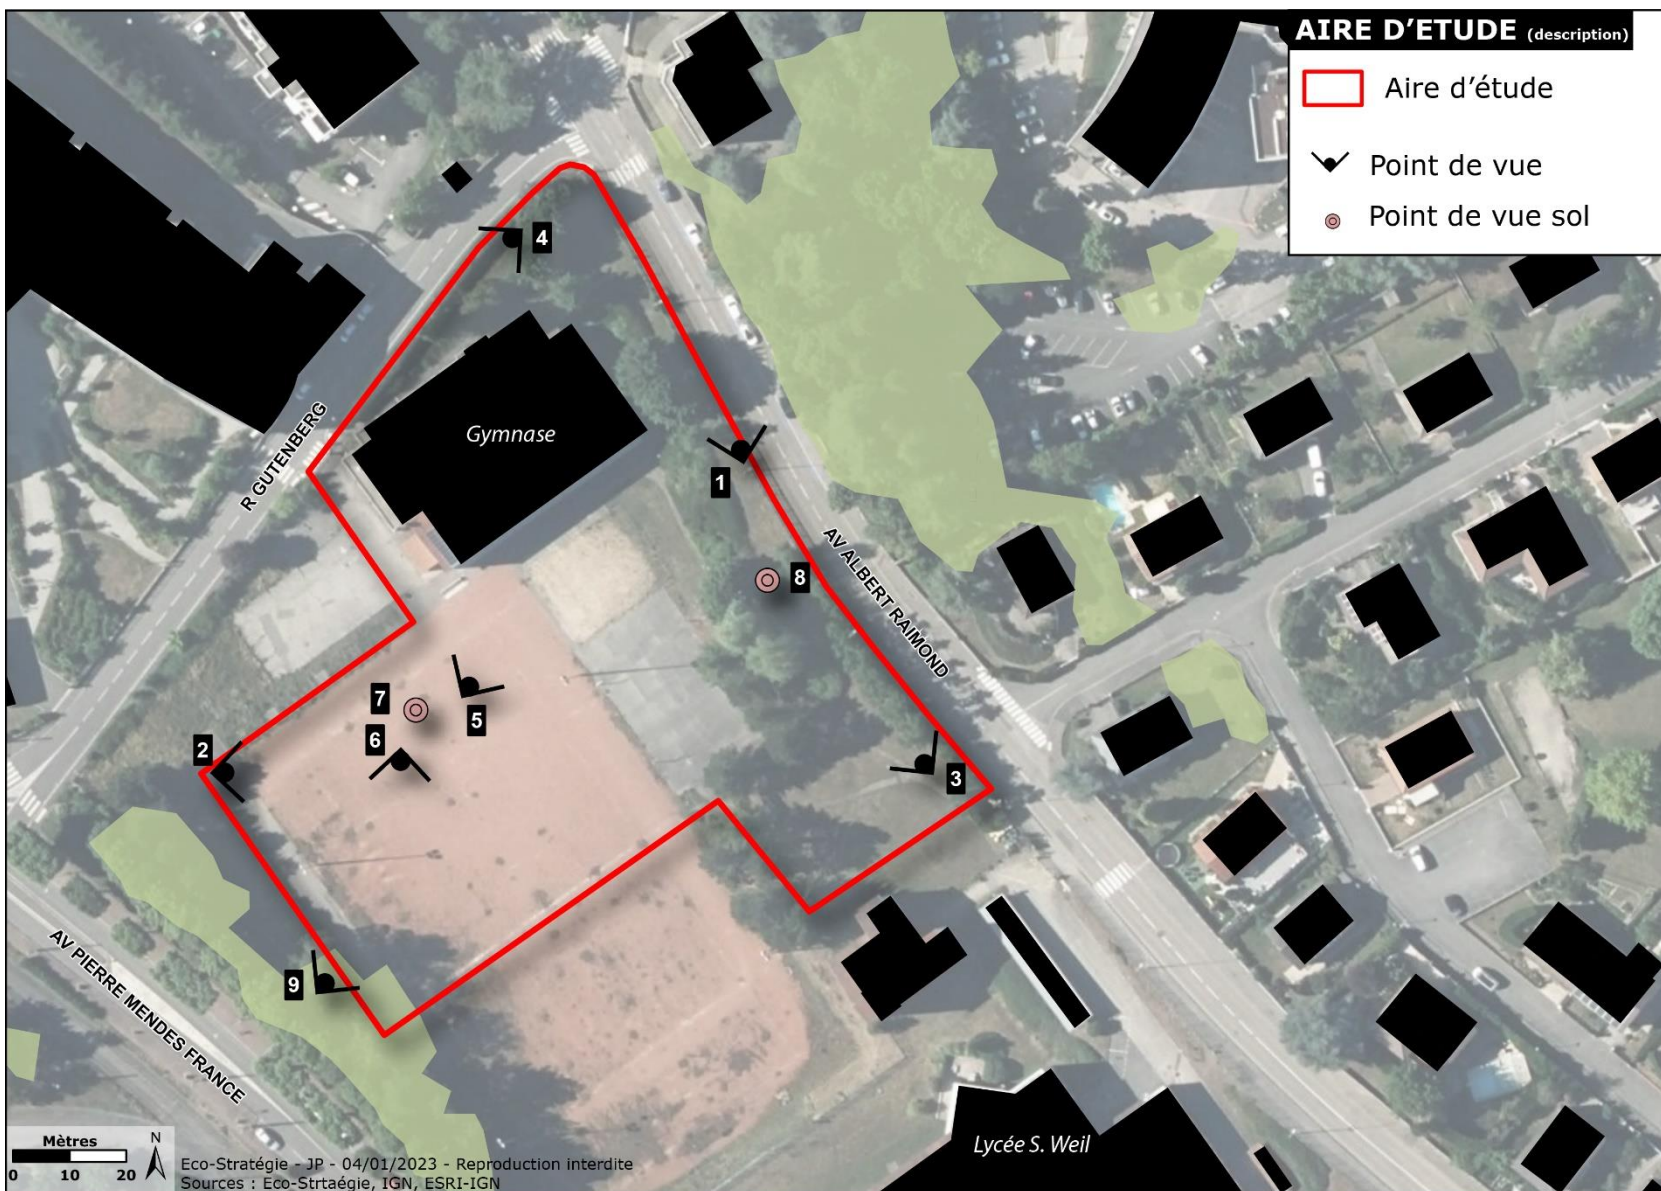 AIRE D'ETUDE (description)
Aire d'étude
Point de vue
Point de vue sol
4
Gymnase
R GUTENBERG
1
AV ALBERT RAIMOND
8
7
5
6
2
3
9
AV PIERRE MENDES FRANCE
Lycée S. Weil
Mètres
N
0 10 20
Eco-Stratégie - JP - 04/01/2023 - Reproduction interdite
Sources : Eco-Strtaégie, IGN, ESRI-IGN